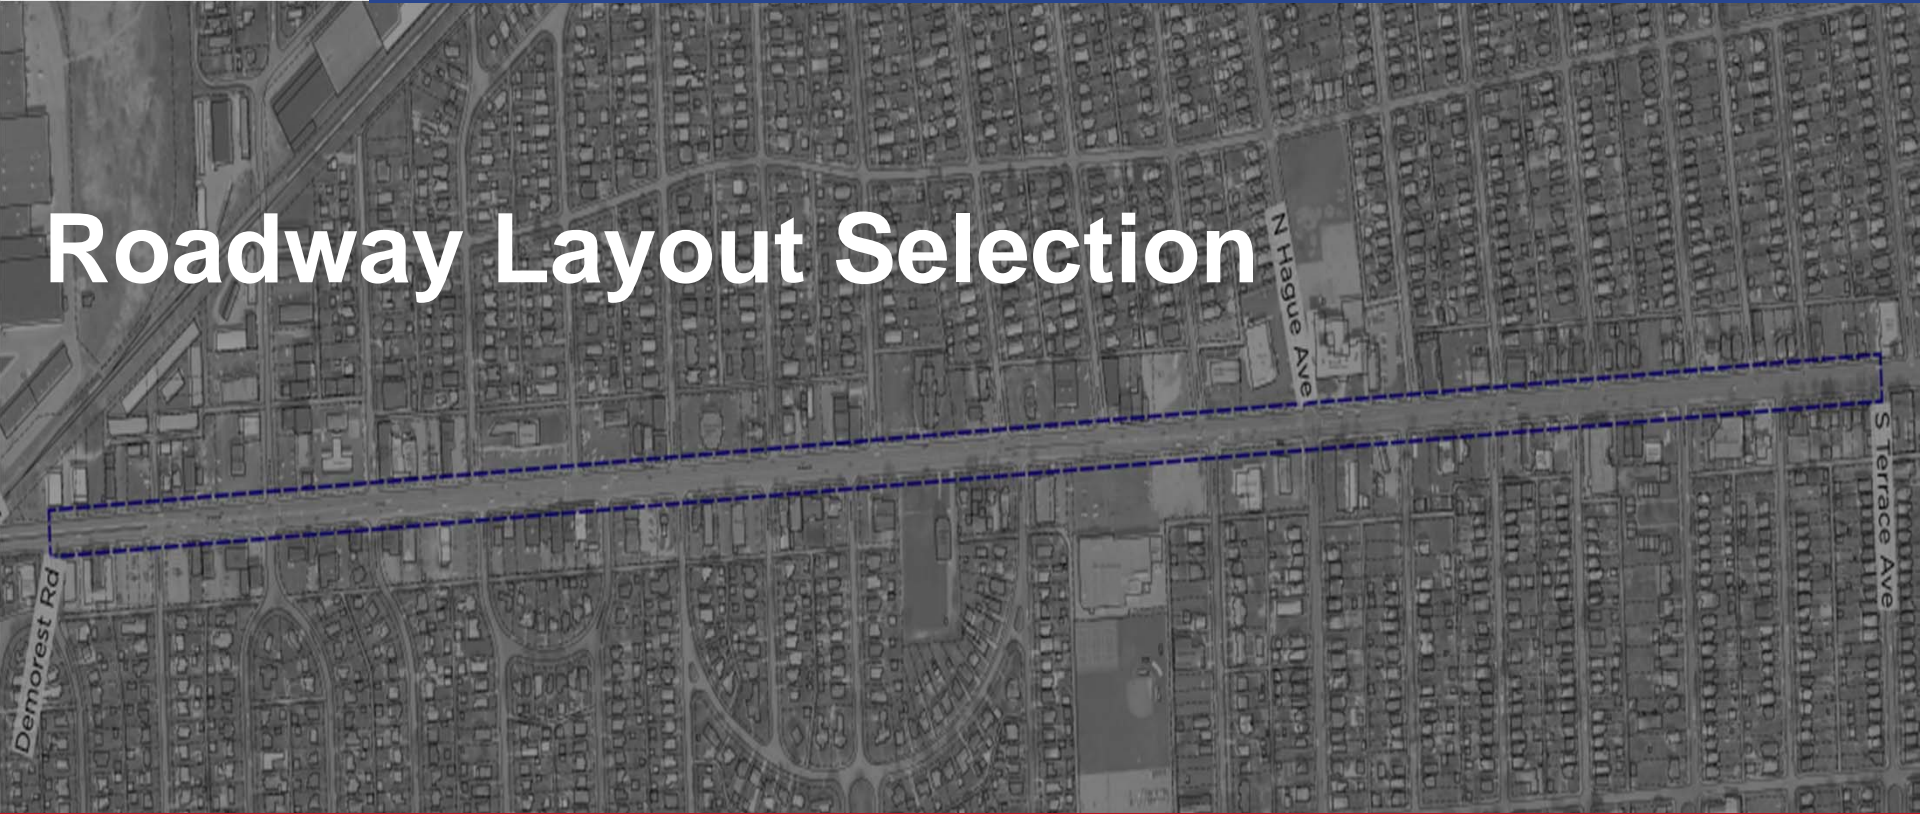 Roadway Layout Selection
N Hague Ave
S Terrace Ave
Demorest Rd